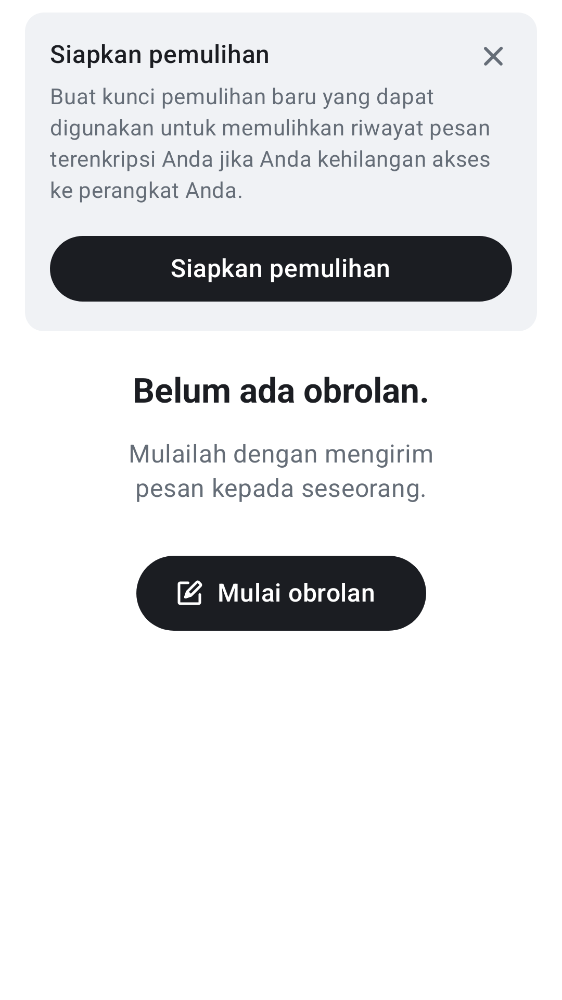 Siapkan pemulihan
Buat kunci pemulihan baru yang dapat
digunakan untuk memulihkan riwayat pesan
terenkripsi Anda jika Anda kehilangan akses
ke perangkat Anda.
Siapkan pemulihan
Belum ada obrolan.
Mulailah dengan mengirim
pesan kepada seseorang.
Mulai obrolan